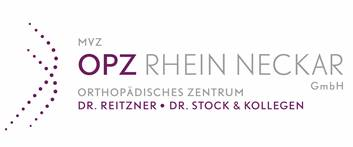 MVZ
OPZ RHEIN NECKAR
GmbH
ORTHOPÄDISCHES ZENTRUM
DR. REITZNER • DR. STOCK & KOLLEGEN